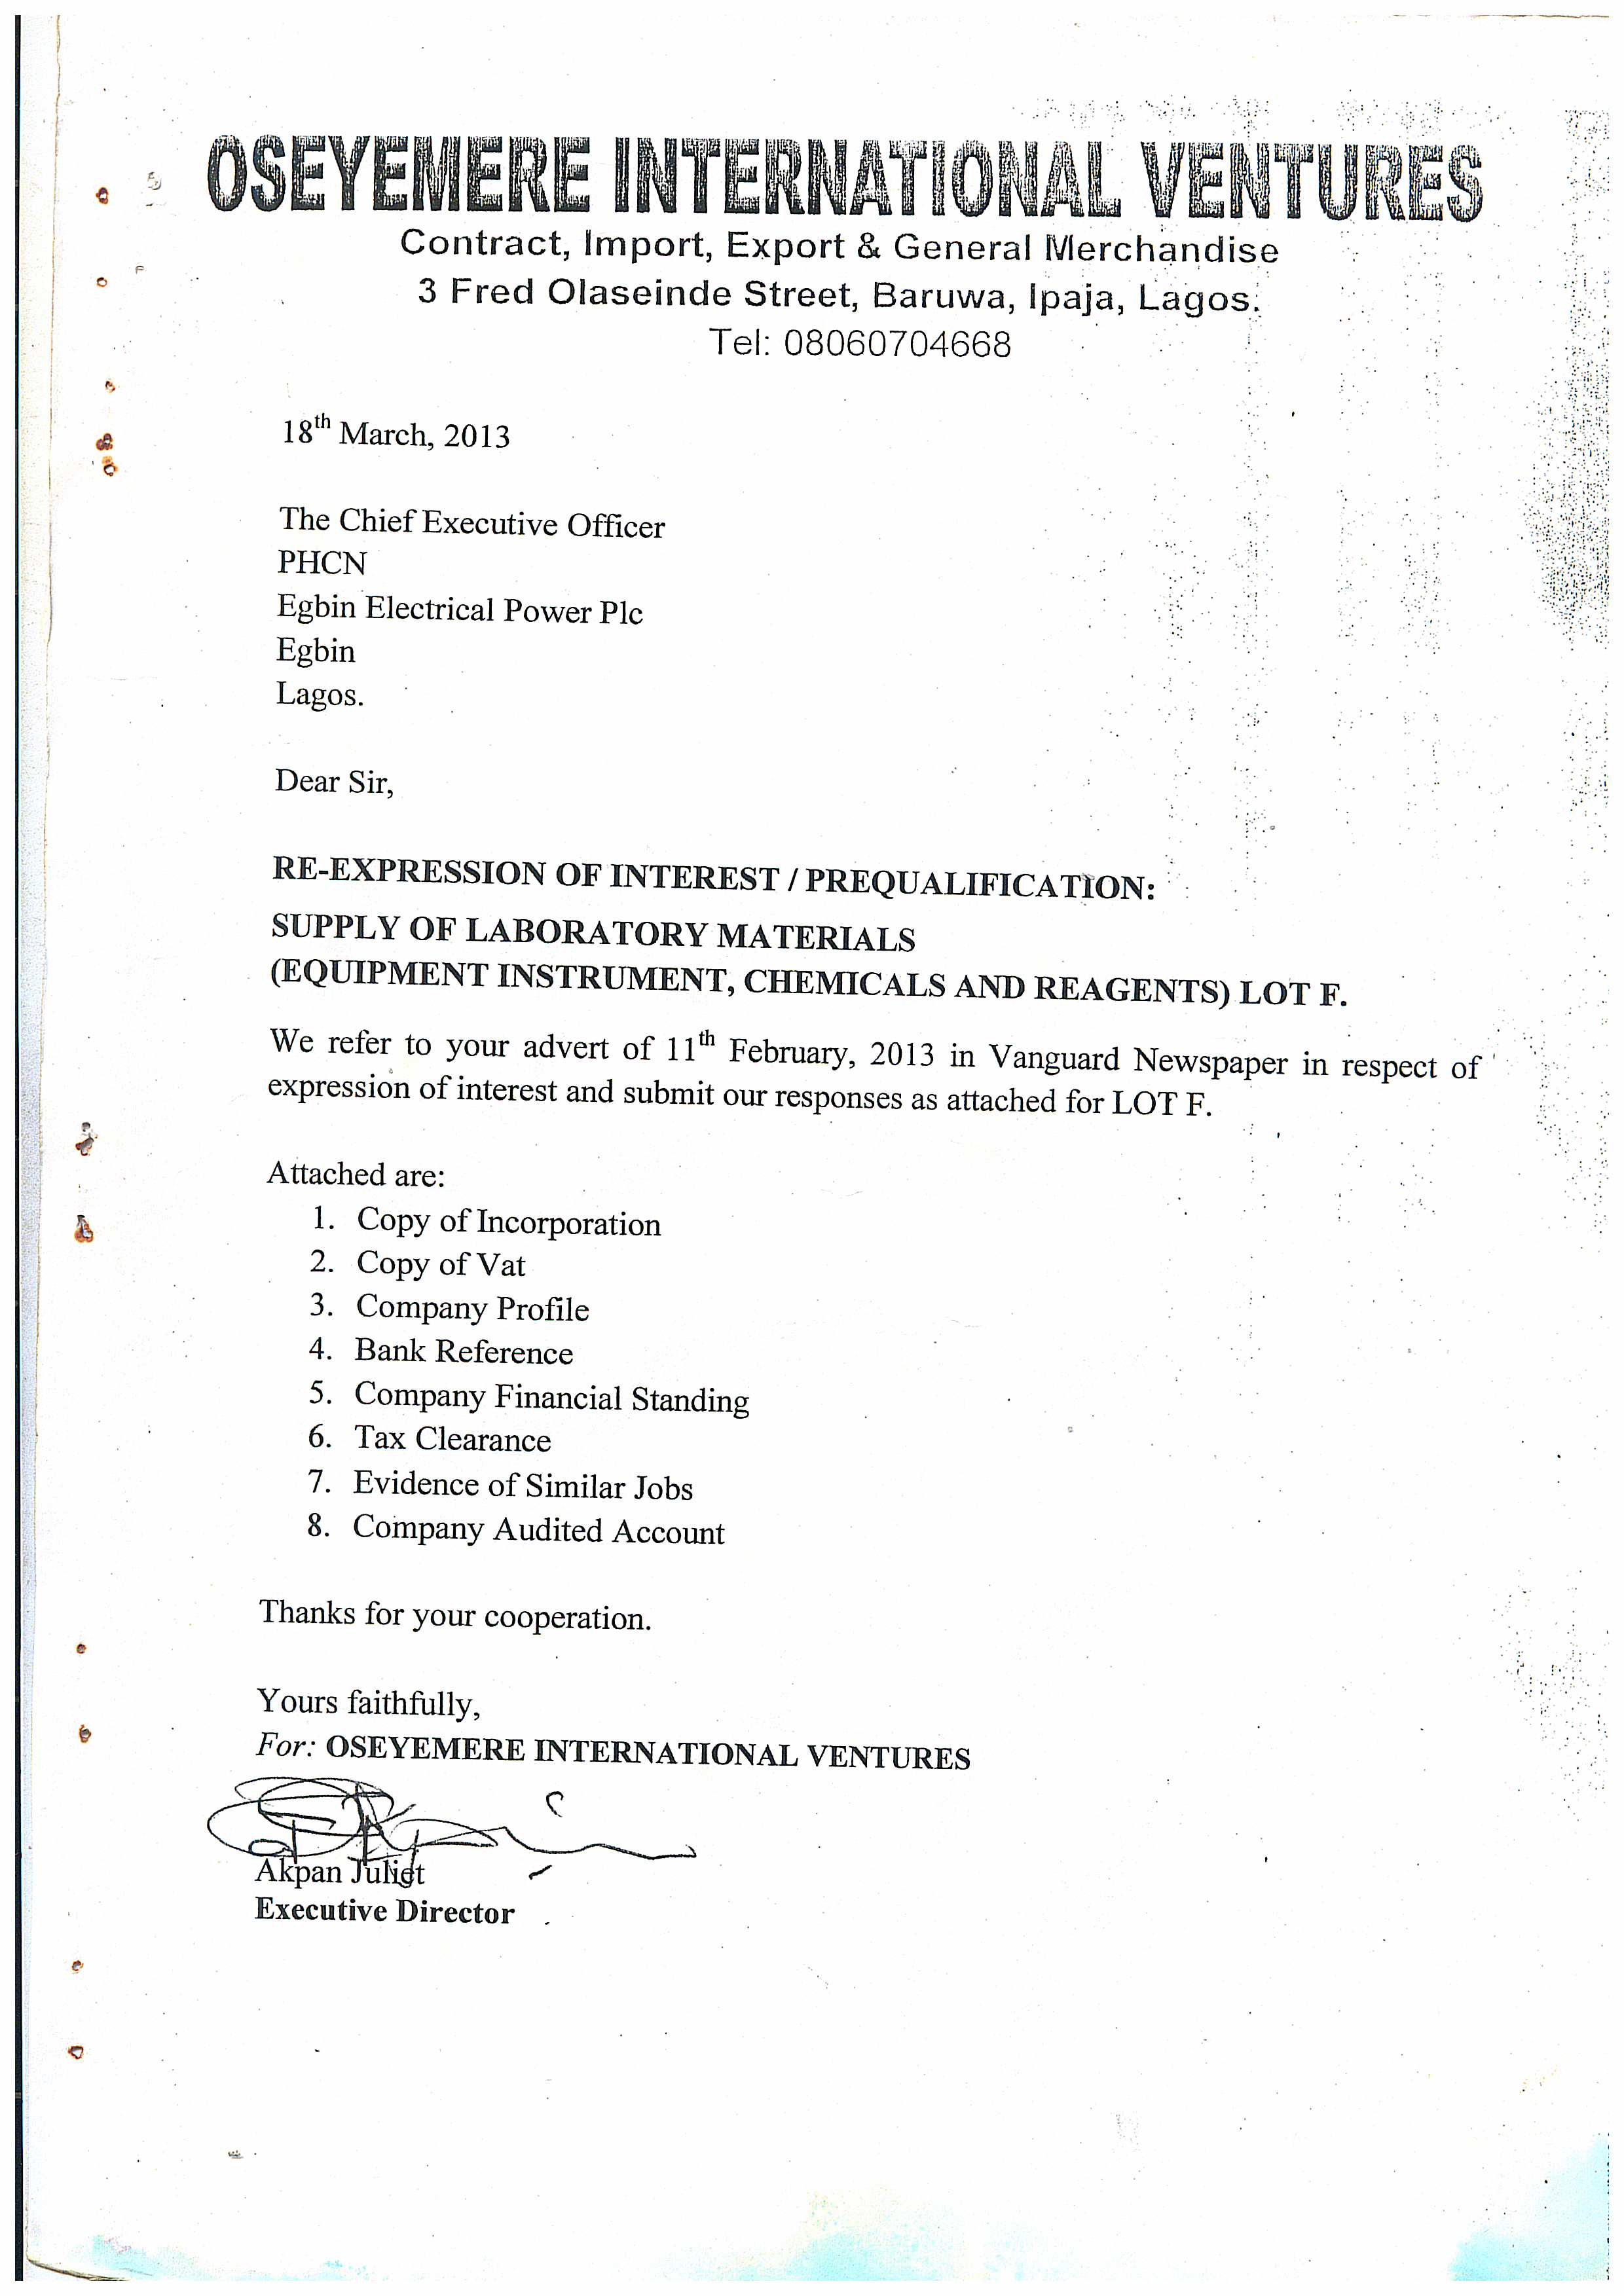 OSEYEMERE INTERNATIONAL VENTURES
Contract, Import, Export & General Merchandise
3 Fred Olaseinde Street, Baruwa, Ipaja, Lagos.
Tel: 08060704668
18th March, 2013
The Chief Executive Officer
PHCN
Egbin Electrical Power Plc
Egbin
Lagos.
Dear Sir,
RE-EXPRESSION OF INTEREST / PREQUALIFICATION:
SUPPLY OF LABORATORY MATERIALS
(EQUIPMENT INSTRUMENT, CHEMICALS AND REAGENTS) LOT F.
We refer to your advert of 11th February, 2013 in Vanguard Newspaper in respect of
expression of interest and submit our responses as attached for LOT F.
Attached are:
1. Copy of Incorporation
2. Copy of Vat
3. Company Profile
4. Bank Reference
5. Company Financial Standing
6. Tax Clearance
7. Evidence of Similar Jobs
8. Company Audited Account
Thanks for your cooperation.
Yours faithfully,
For: OSEYEMERE INTERNATIONAL VENTURES
Akpan Juliet
Executive Director